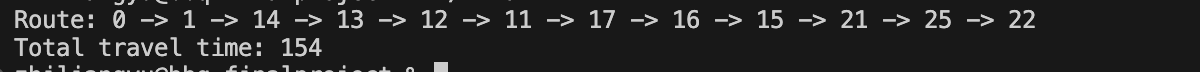 Route: 0 -> 1 -> 14 -> 13 -> 12 -> 11 -> 17 -> 16 -> 15 -> 21 -> 25 -> 22
Total travel time: 154